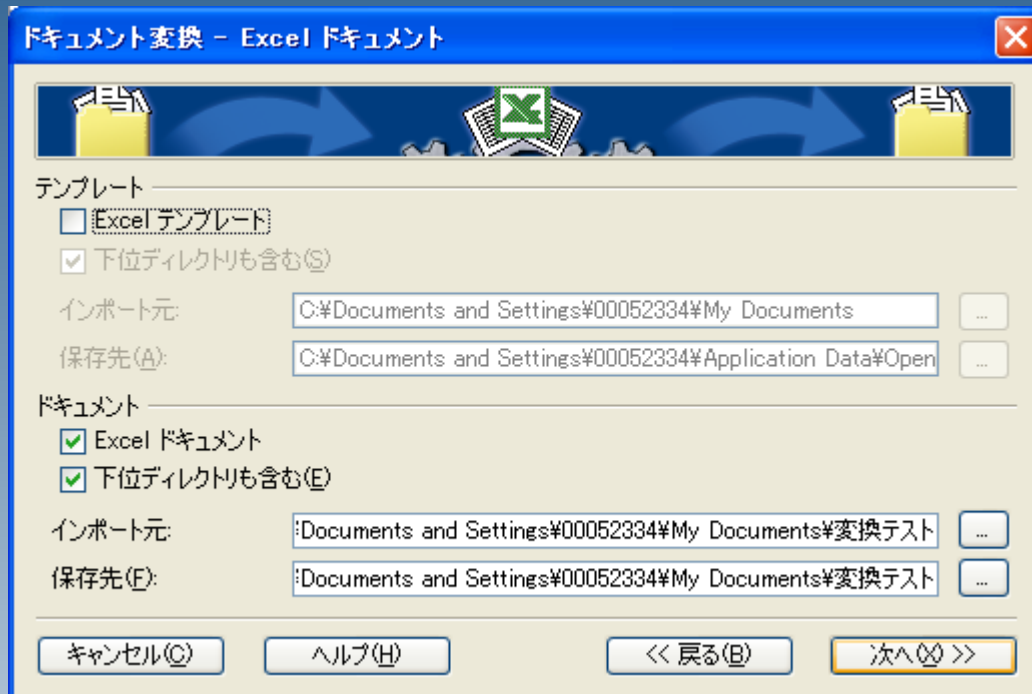 ドキュメント変換 - Excel ドキュメント
テンプレート
Excel テンプレート
下位ディレクトリも含む(S)
インポート元: C:¥Documents and Settings¥00052334¥My Documents ...
保存先(A): C:¥Documents and Settings¥00052334¥Application Data¥Open ...
ドキュメント
Excel ドキュメント
下位ディレクトリも含む(E)
インポート元: :¥Documents and Settings¥00052334¥My Documents¥変換テスト ...
保存先(F): :¥Documents and Settings¥00052334¥My Documents¥変換テスト ...
キャンセル(C) ヘルプ(H) << 戻る(B) 次へ(X) >>